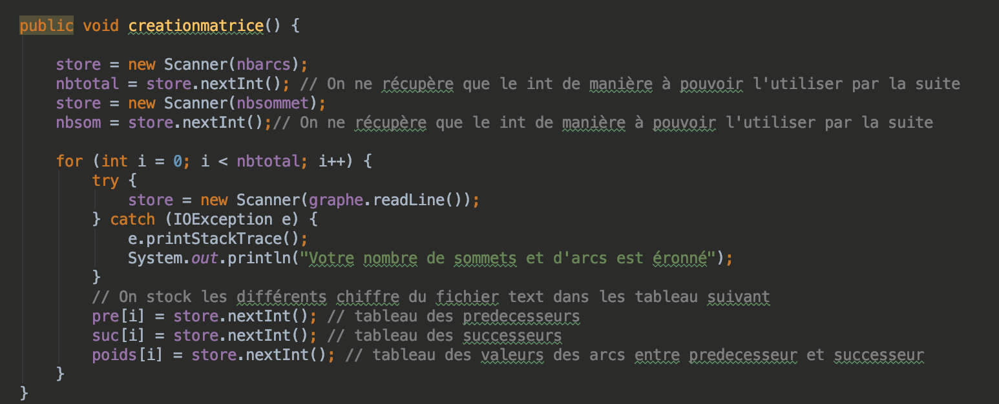 public void creationmatrice() {
store = new Scanner(nbarcs);
nbtotal = store.nextInt(); // On ne récupère que le int de manière à pouvoir l'utiliser par la suite
store = new Scanner(nbsommet);
nbsom = store.nextInt();// On ne récupère que le int de manière à pouvoir l'utiliser par la suite
for (int i = 0; i < nbtotal; i++) {
try {
store = new Scanner(graphe.readLine());
} catch (IOException e) {
e.printStackTrace();
System.out.println("Votre nombre de sommets et d'arcs est éronné");
}
// On stock les différents chiffre du fichier text dans les tableau suivant
pre[i] = store.nextInt(); // tableau des predecesseurs
suc[i] = store.nextInt(); // tableau des successeurs
poids[i] = store.nextInt(); // tableau des valeurs des arcs entre predecesseur et successeur
}
}